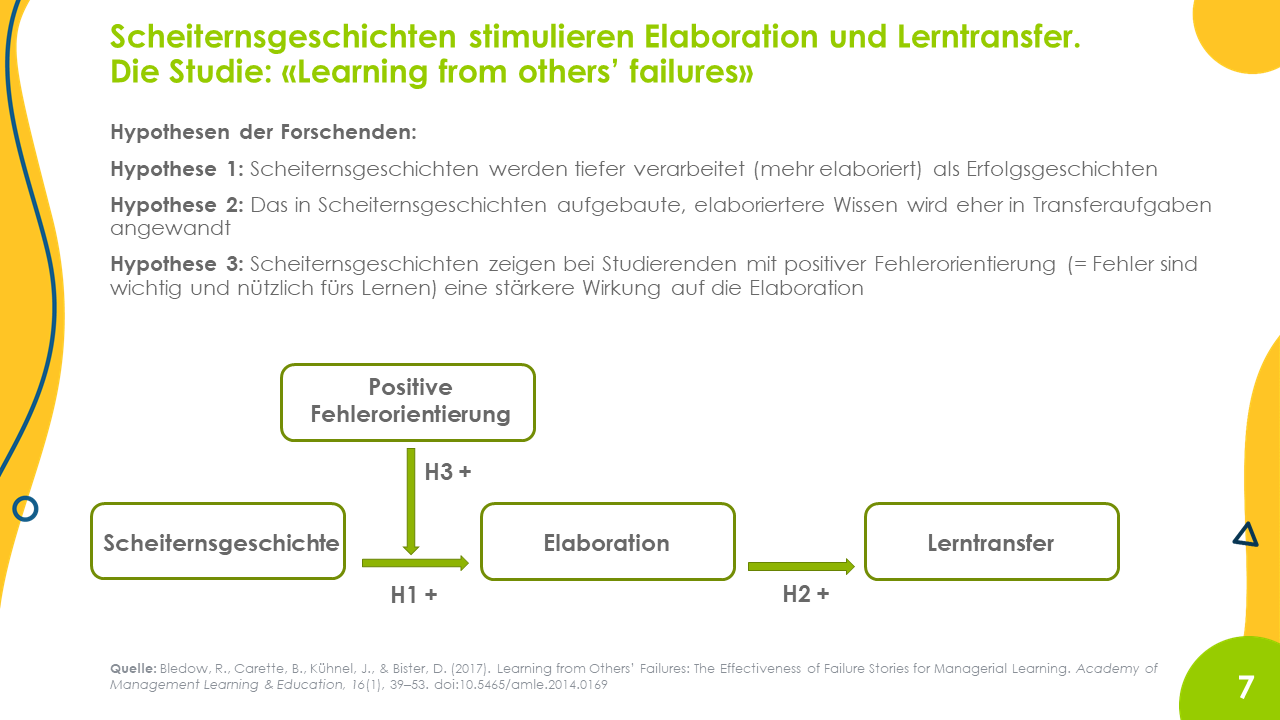 Scheiternsgeschichten stimulieren Elaboration und Lerntransfer.
Die Studie: «Learning from others’ failures»
Hypothesen der Forschenden:
Hypothese 1: Scheiternsgeschichten werden tiefer verarbeitet (mehr elaboriert) als Erfolgsgeschichten
Hypothese 2: Das in Scheiternsgeschichten aufgebaute, elaboriertere Wissen wird eher in Transferaufgaben
angewandt
Hypothese 3: Scheiternsgeschichten zeigen bei Studierenden mit positiver Fehlerorientierung (= Fehler sind
wichtig und nützlich fürs Lernen) eine stärkere Wirkung auf die Elaboration
Positive
Fehlerorientierung
H3 +
Scheiternsgeschichte
Elaboration
Lerntransfer
H1 +
H2 +
Quelle: Bledow, R., Carette, B., Kühnel, J., & Bister, D. (2017). Learning from Others’ Failures: The Effectiveness of Failure Stories for Managerial Learning. Academy of
Management Learning & Education, 16(1), 39–53. doi:10.5465/amle.2014.0169
7